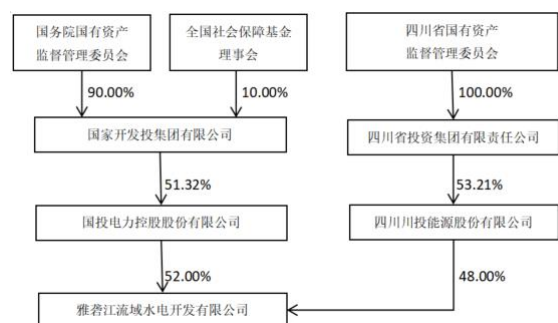 国务院国有资产
监督管理委员会
全国社会保障基金
理事会
四川省国有资产
监督管理委员会
90.00%
10.00%
100.00%
国家开发投集团有限公司
四川省投资集团有限责任公司
51.32%
53.21%
国投电力控股股份有限公司
四川川投能源股份有限公司
52.00%
48.00%
雅砻江流域水电开发有限公司